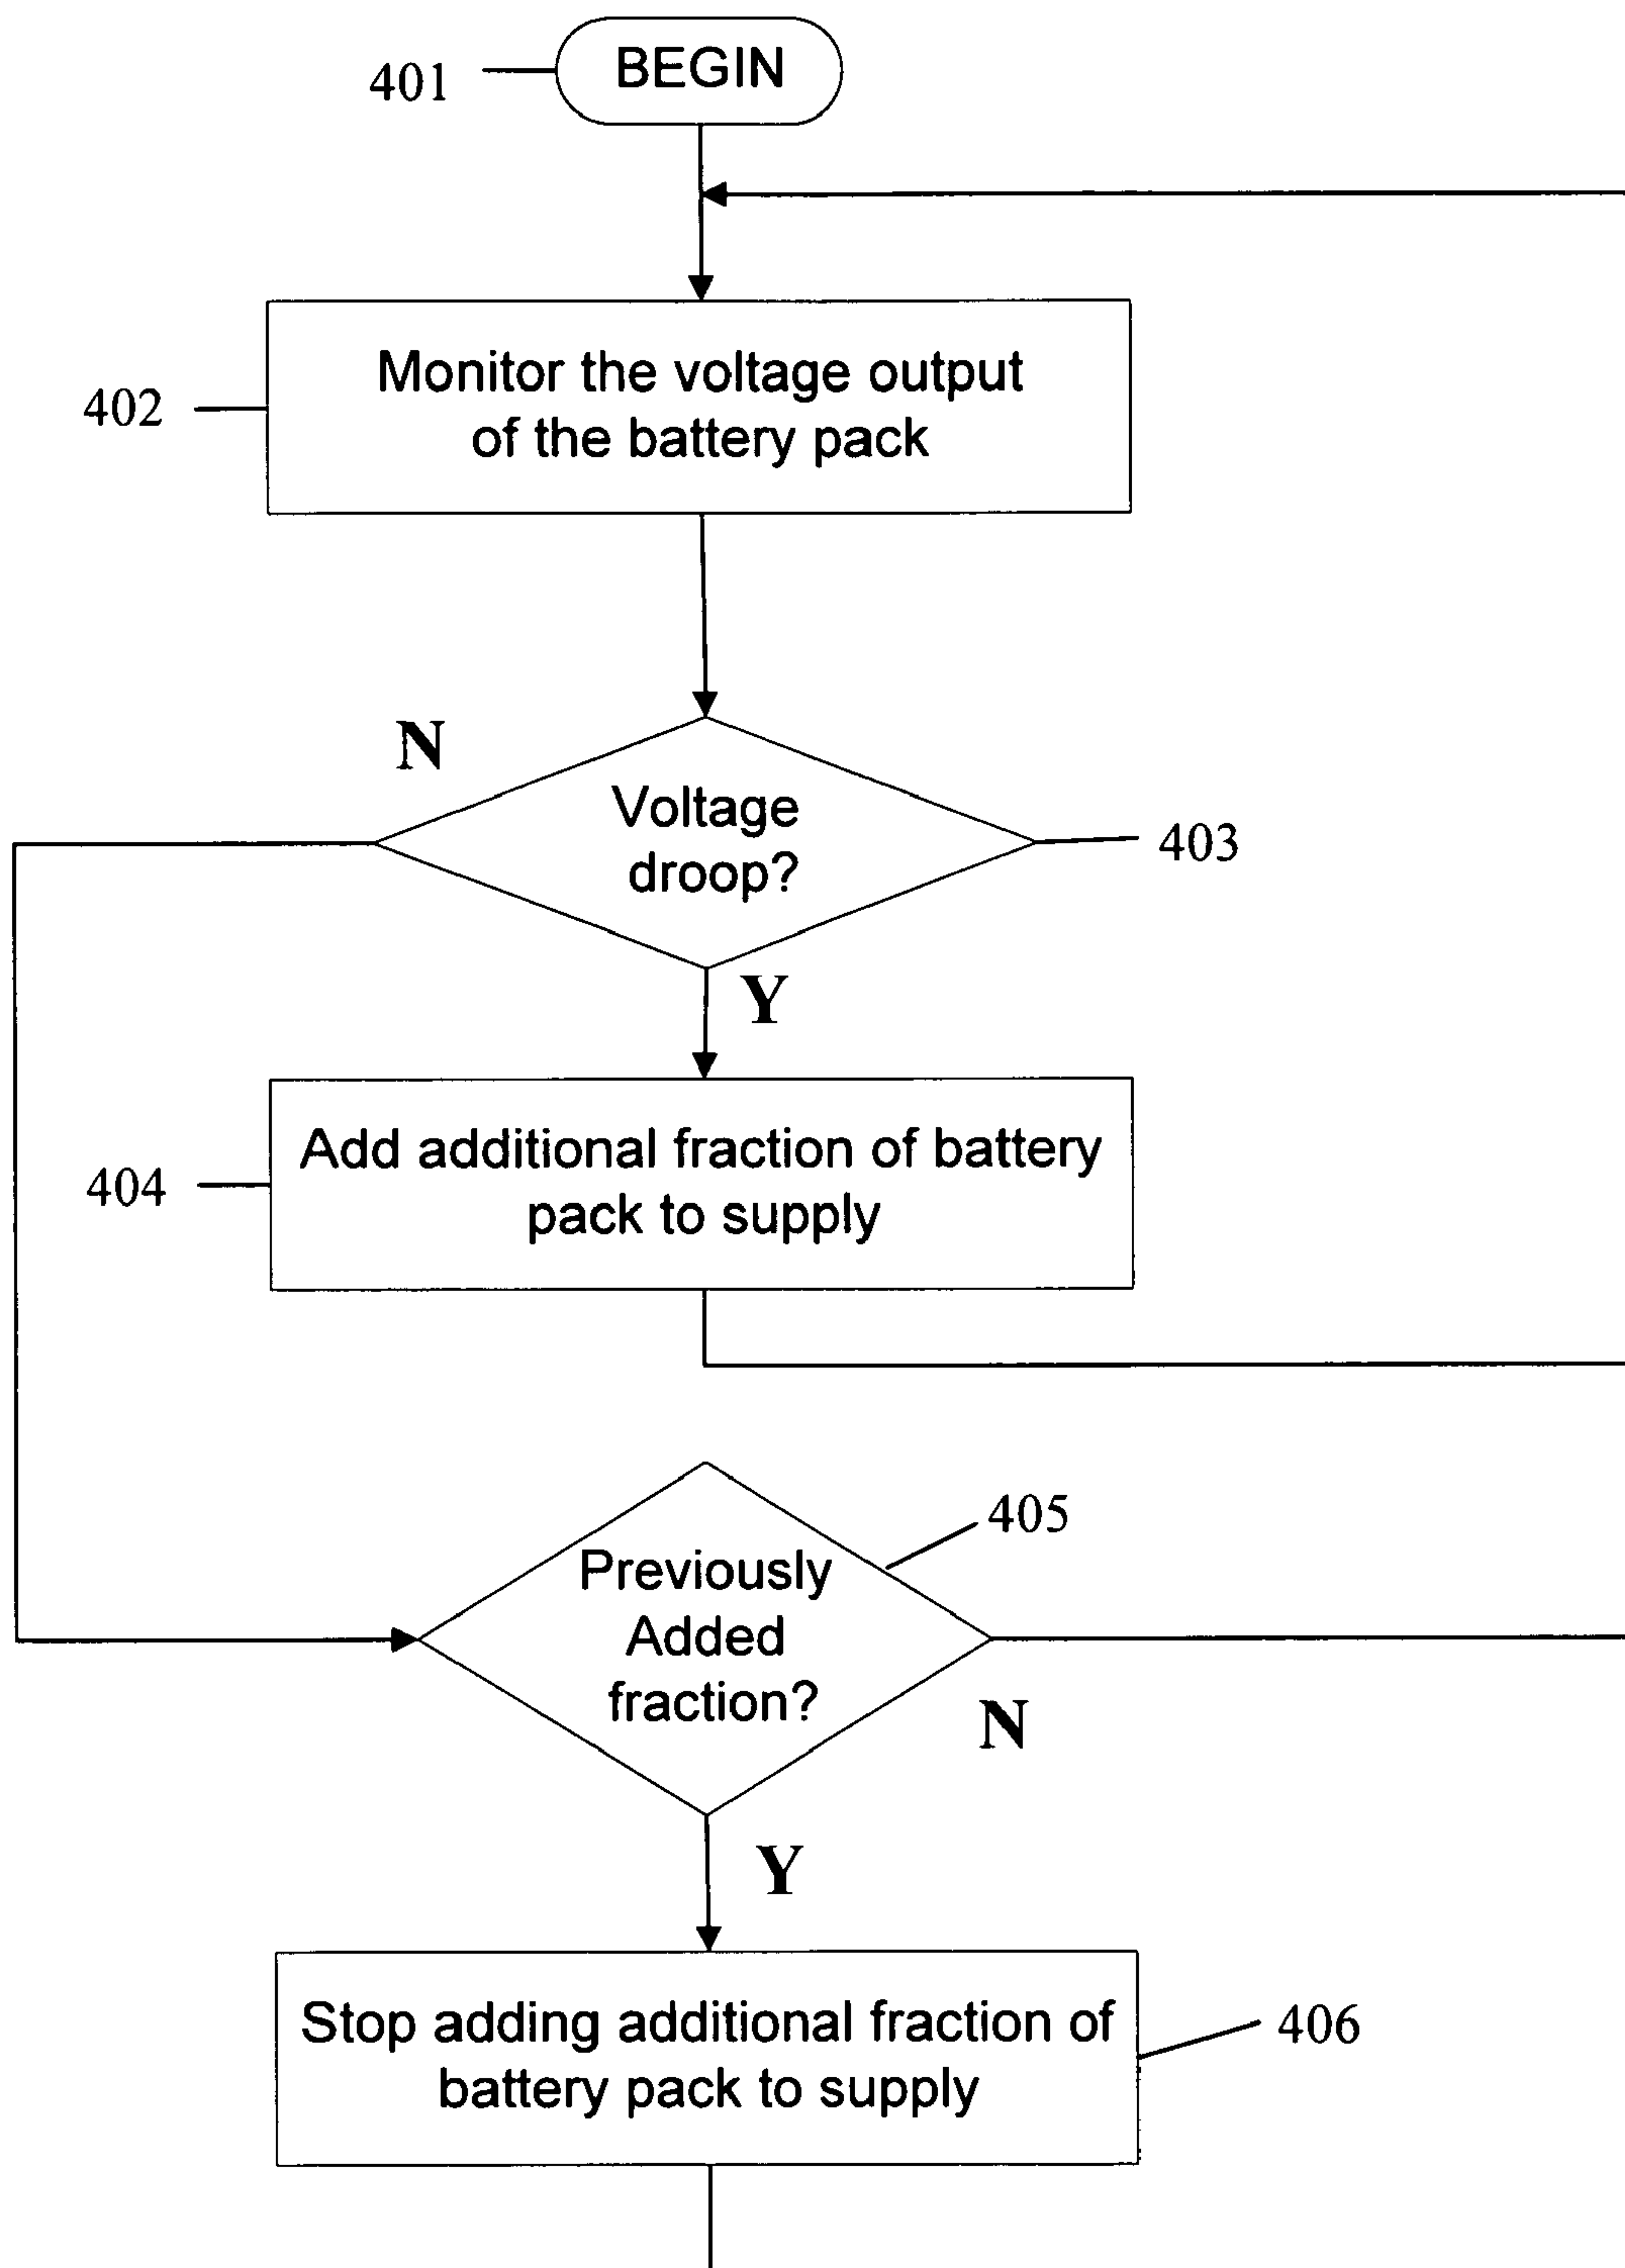 BEGIN
401
Monitor the voltage output
of the battery pack
402
N
Voltage
droop?
403
Y
Add additional fraction of battery
pack to supply
404
405
Previously
Added
fraction?
N
Y
Stop adding additional fraction of
battery pack to supply
406